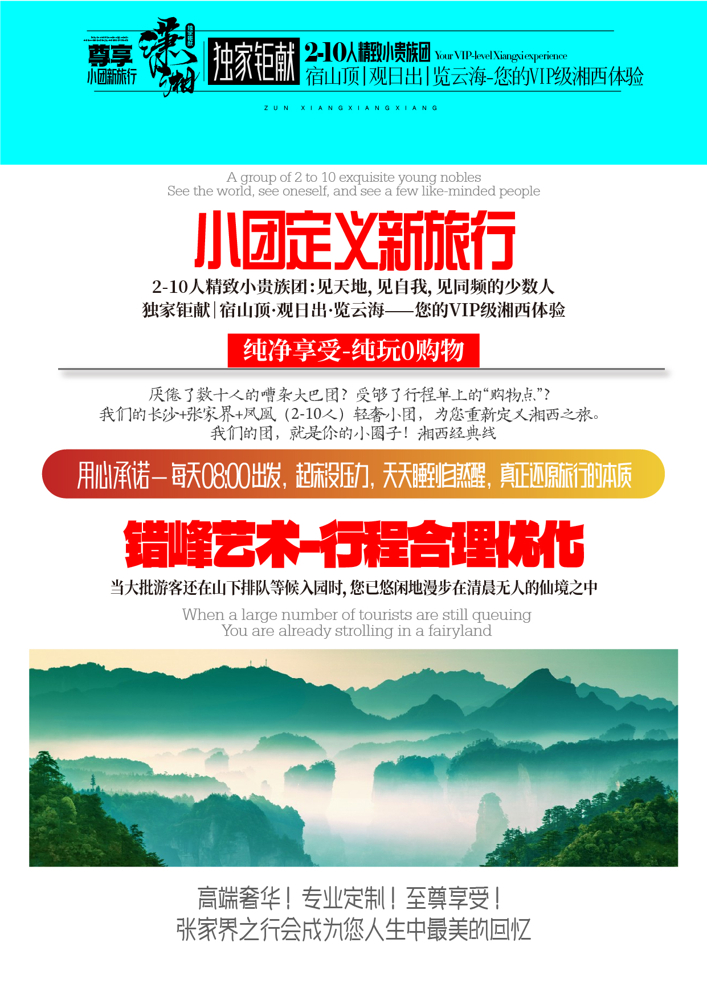 尊享
小团新旅行
潇湘
独家钜献
独家钜献
2-10人精致小贵族团 Your VIP-level Xiangxi experience
宿山顶|观日出|览云海-您的VIP级湘西体验
ZUN XIANGXIANGXIANG
A group of 2 to 10 exquisite young nobles
See the world, see oneself, and see a few like-minded people
小团定义新旅行
2-10人精致小贵族团：见天地，见自我，见同频的少数人
独家钜献|宿山顶·观日出·览云海——您的VIP级湘西体验
纯净享受-纯玩0购物
厌倦了数十人的嘈杂大巴团？受够了行程单上的“购物点”？
我们的长沙+张家界+凤凰（2-10人）轻奢小团，为您重新定义湘西之旅。
我们的团，就是你的小圈子！湘西经典线
用心承诺—每天08:00出发，起床没压力，天天睡到自然醒，真正还原旅行的本质
错峰艺术-行程合理优化
当大批游客还在山下排队等候入园时，您已悠闲地漫步在清晨无人的仙境之中
When a large number of tourists are still queuing
You are already strolling in a fairyland
高端奢华！专业定制！至尊享受！
张家界之行会成为您人生中最美的回忆